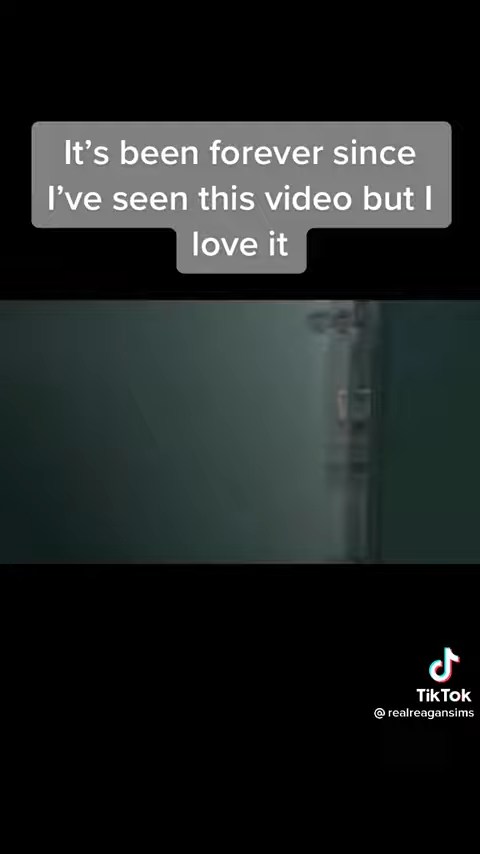 It’s been forever since
I’ve seen this video but I
love it
TikTok
@realreagansims